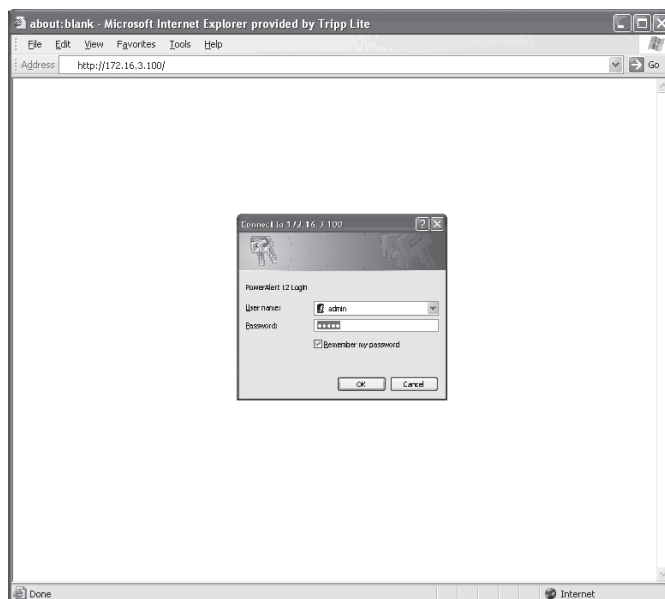 about:blank - Microsoft Internet Explorer provided by Tripp Lite
File Edit View Favorites Tools Help
Address http://172.16.3.100/ Go
Connect to 172.16.3.100
PowerAlert 12 Login
User name: admin
Password: •••••
Remember my password
OK Cancel
Done Internet